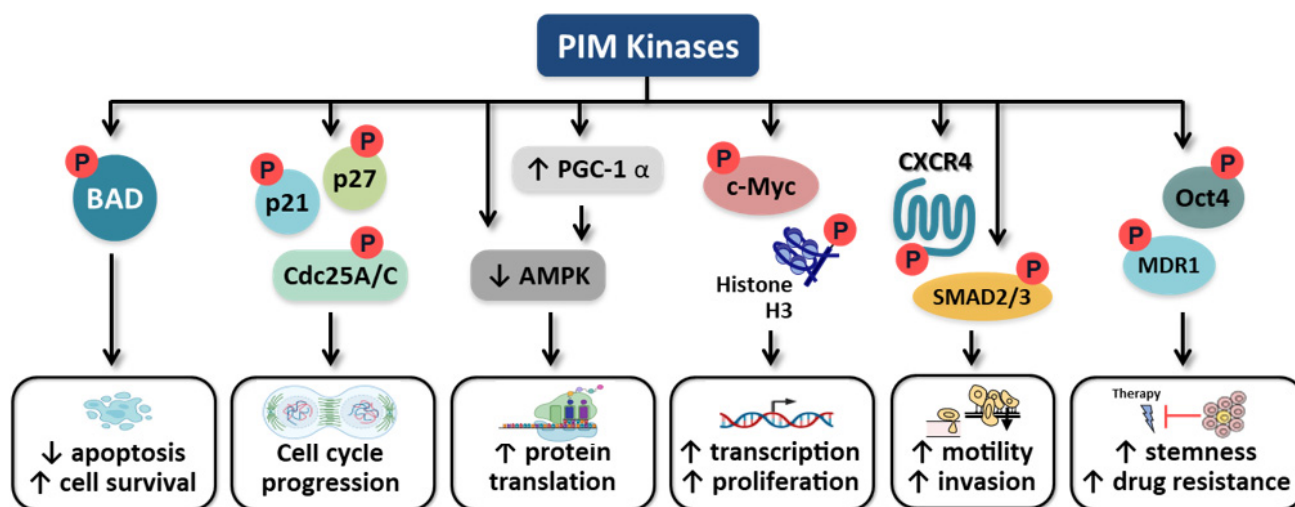 PIM Kinases
P
BAD
P
p21
P
p27
P
Cdc25A/C
↑ PGC-1 α
↓ AMPK
P
c-Myc
P
Histone
H3
CXCR4
P
P
SMAD2/3
P
Oct4
P
MDR1
↓ apoptosis
↑ cell survival
Cell cycle
progression
↑ protein
translation
↑ transcription
↑ proliferation
↑ motility
↑ invasion
Therapy
↑ stemness
↑ drug resistance